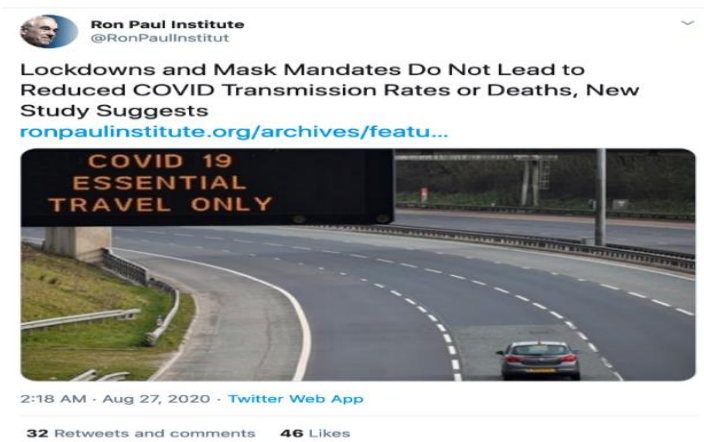 Ron Paul Institute
@RonPaulInstitut
Lockdowns and Mask Mandates Do Not Lead to
Reduced COVID Transmission Rates or Deaths, New
Study Suggests
ronpaulinstitute.org/archives/featu...
COVID 19
ESSENTIAL
TRAVEL ONLY
2:18 AM · Aug 27, 2020 · Twitter Web App
32 Retweets and comments 46 Likes